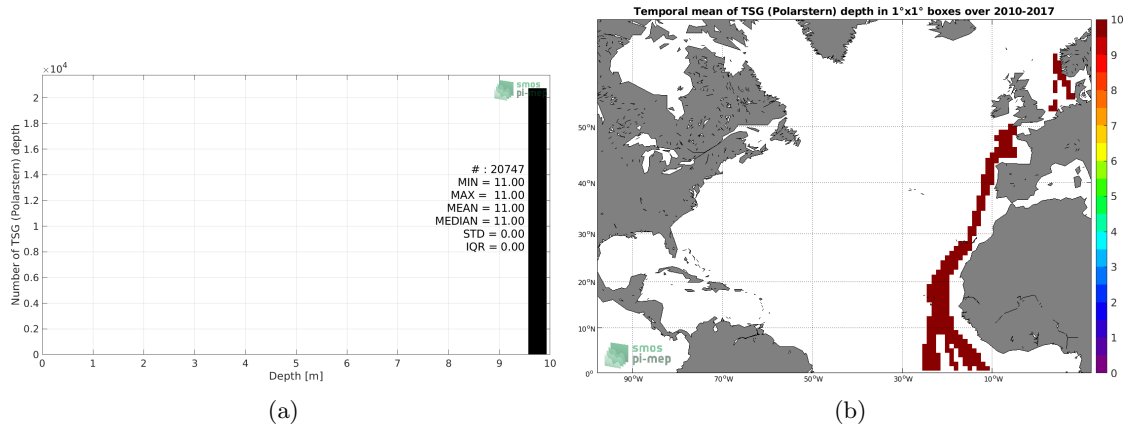 Temporal mean of TSG (Polarstern) depth in 1°x1° boxes over 2010-2017
×10⁴
2
1.8
1.6
1.4
1.2
1
0.8
0.6
0.4
0.2
0
Number of TSG (Polarstern) depth
smos
pi-mep
# : 20747
MIN = 11.00
MAX = 11.00
MEAN = 11.00
MEDIAN = 11.00
STD = 0.00
IQR = 0.00
0 1 2 3 4 5 6 7 8 9 10
Depth [m]
(a)
50°N
40°N
30°N
20°N
10°N
0°
90°W 70°W 50°W 30°W 10°W
smos
pi-mep
10
9
8
7
6
5
4
3
2
1
0
(b)